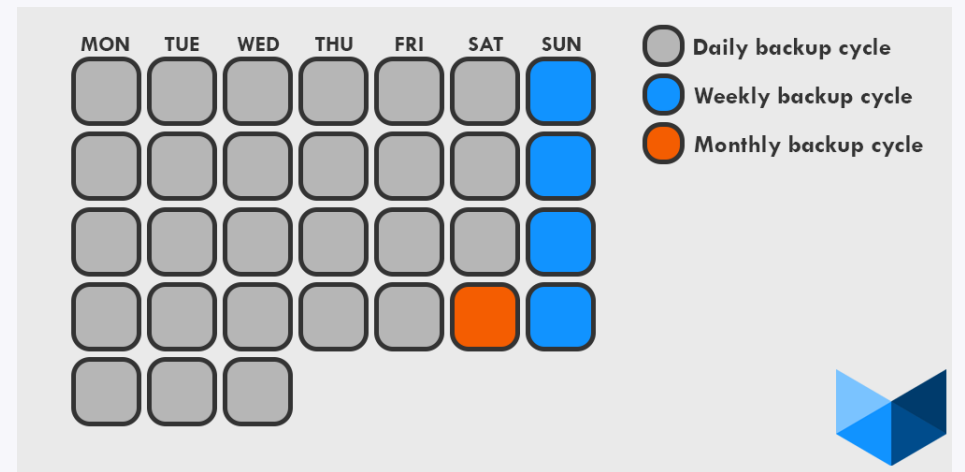 MON TUE WED THU FRI SAT SUN
Daily backup cycle
Weekly backup cycle
Monthly backup cycle